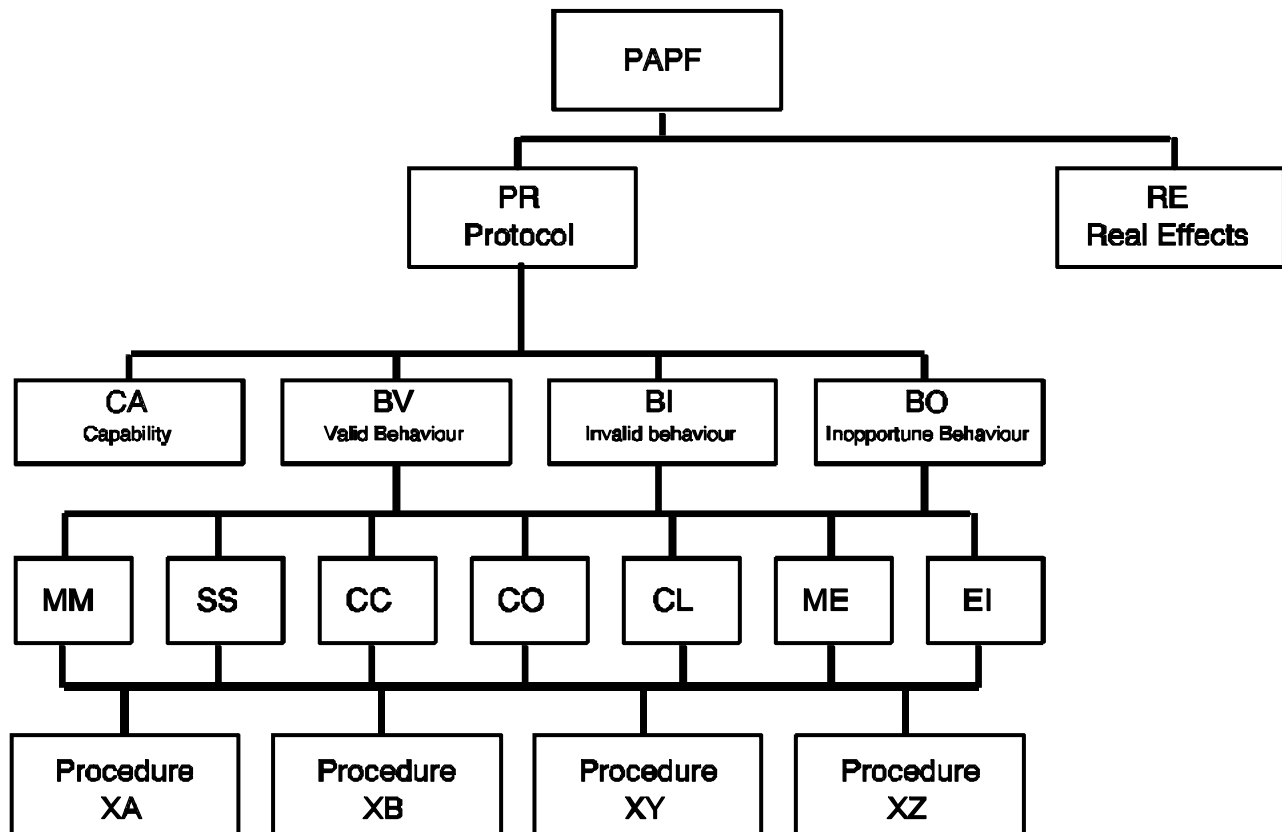 PAPF
PR
Protocol
RE
Real Effects
CA
Capability
BV
Valid Behaviour
BI
Invalid behaviour
BO
Inopportune Behaviour
MM
SS
CC
CO
CL
ME
EI
Procedure
XA
Procedure
XB
Procedure
XY
Procedure
XZ